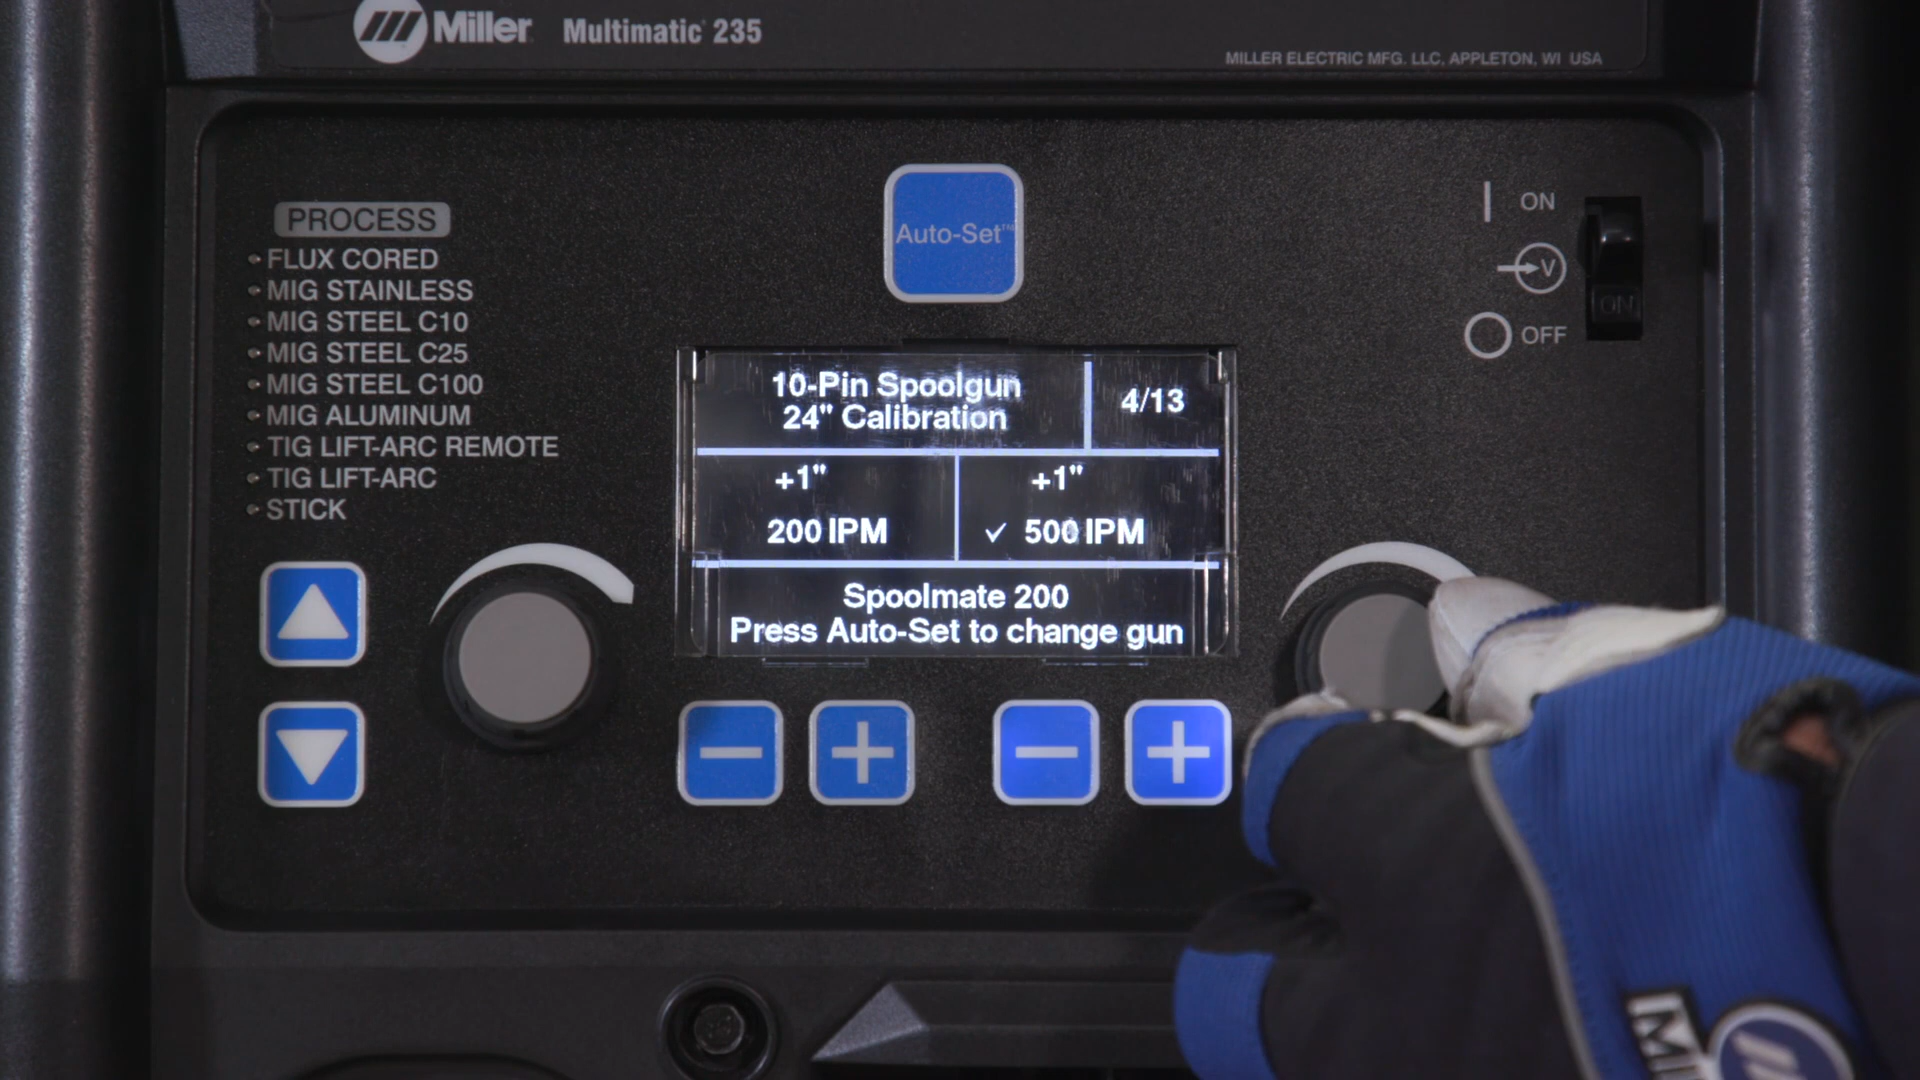 Miller Multimatic 235
MILLER ELECTRIC MFG. LLC, APPLETON, WI USA
PROCESS
FLUX CORED
MIG STAINLESS
MIG STEEL C10
MIG STEEL C25
MIG STEEL C100
MIG ALUMINUM
TIG LIFT-ARC REMOTE
TIG LIFT-ARC
STICK
Auto-Set™
ON
V
OFF
ON
10-Pin Spoolgun
24" Calibration
4/13
+1"
200 IPM
+1"
✓ 500 IPM
Spoolmate 200
Press Auto-Set to change gun